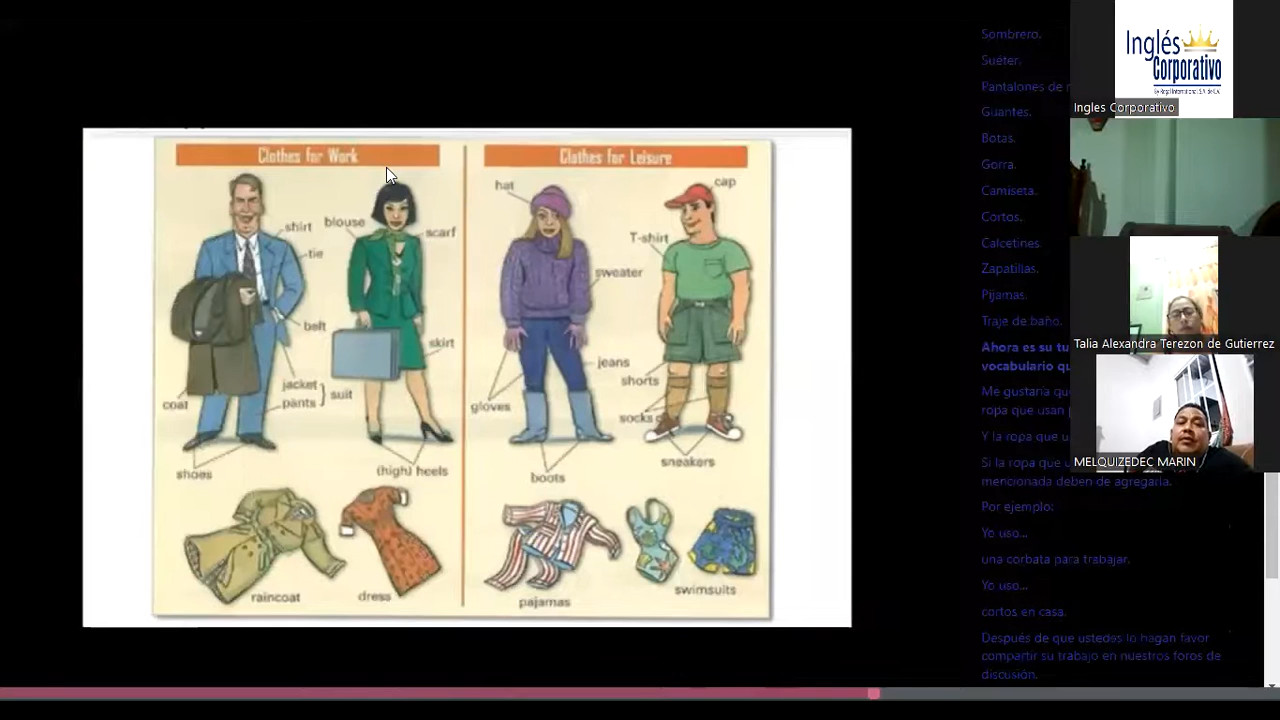 Clothes for Work
Clothes for Leisure
shirt
blouse
scarf
tie
belt
skirt
jacket
pants
suit
coat
shoes
(high) heels
raincoat
dress
hat
cap
T-shirt
sweater
jeans
shorts
gloves
socks
sneakers
boots
pajamas
swimsuits
Sombrero.
Suéter.
Pantalones de
Guantes.
Botas.
Gorra.
Camiseta.
Cortos.
Calcetines.
Zapatillas.
Pijamas.
Traje de baño.
Ahora es su
vocabulario
Me gustaría
ropa que usan
Y la ropa que
Si la ropa que
mencionada deben de agregarla.
Por ejemplo:
Yo uso...
una corbata para trabajar.
Yo uso...
cortos en casa.
Después de que ustedes lo hagan favor
compartir su trabajo en nuestros foros de
discusión.
Inglés
Corporativo
Ingles Corporativo
Talia Alexandra Terezon de Gutierrez
MELQUIZEDEC MARIN